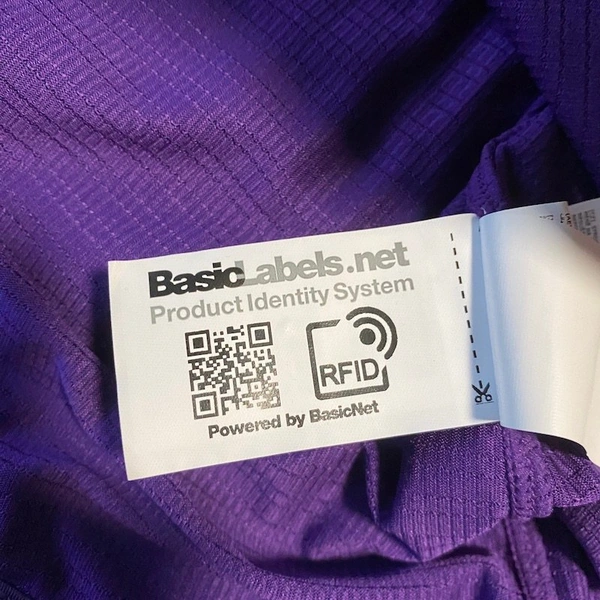 BasicLabels.net
Product Identity System
RFID
Powered by BasicNet